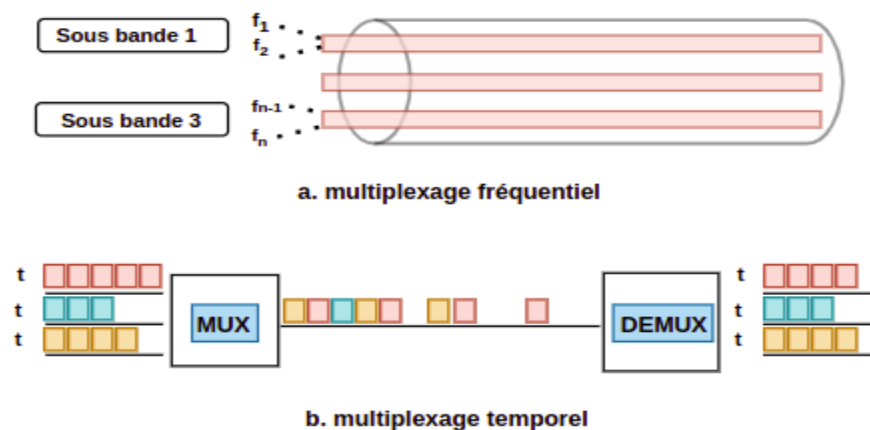 Sous bande 1
f1
f2
fn-1
Sous bande 3
fn
a. multiplexage fréquentiel
t
t
t
MUX
DEMUX
t
t
t
b. multiplexage temporel